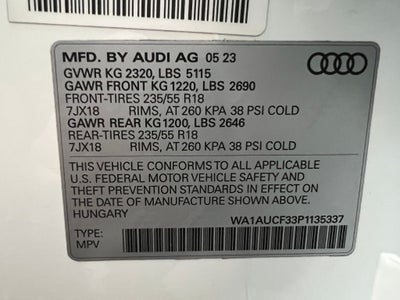 MFD. BY AUDI AG 05 23
GVWR KG 2320, LBS 5115
GAWR FRONT KG1220, LBS 2690
FRONT-TIRES 235/55 R18
7JX18 RIMS, AT 260 KPA 38 PSI COLD
GAWR REAR KG1200, LBS 2646
REAR-TIRES 235/55 R18
7JX18 RIMS, AT 260 KPA 38 PSI COLD
THIS VEHICLE CONFORMS TO ALL APPLICABLE
U.S. FEDERAL MOTOR VEHICLE SAFETY AND
THEFT PREVENTION STANDARDS IN EFFECT ON
THE DATE OF MANUFACTURE SHOWN ABOVE.
HUNGARY WA1AUCF33P1135337
TYPE:
MPV